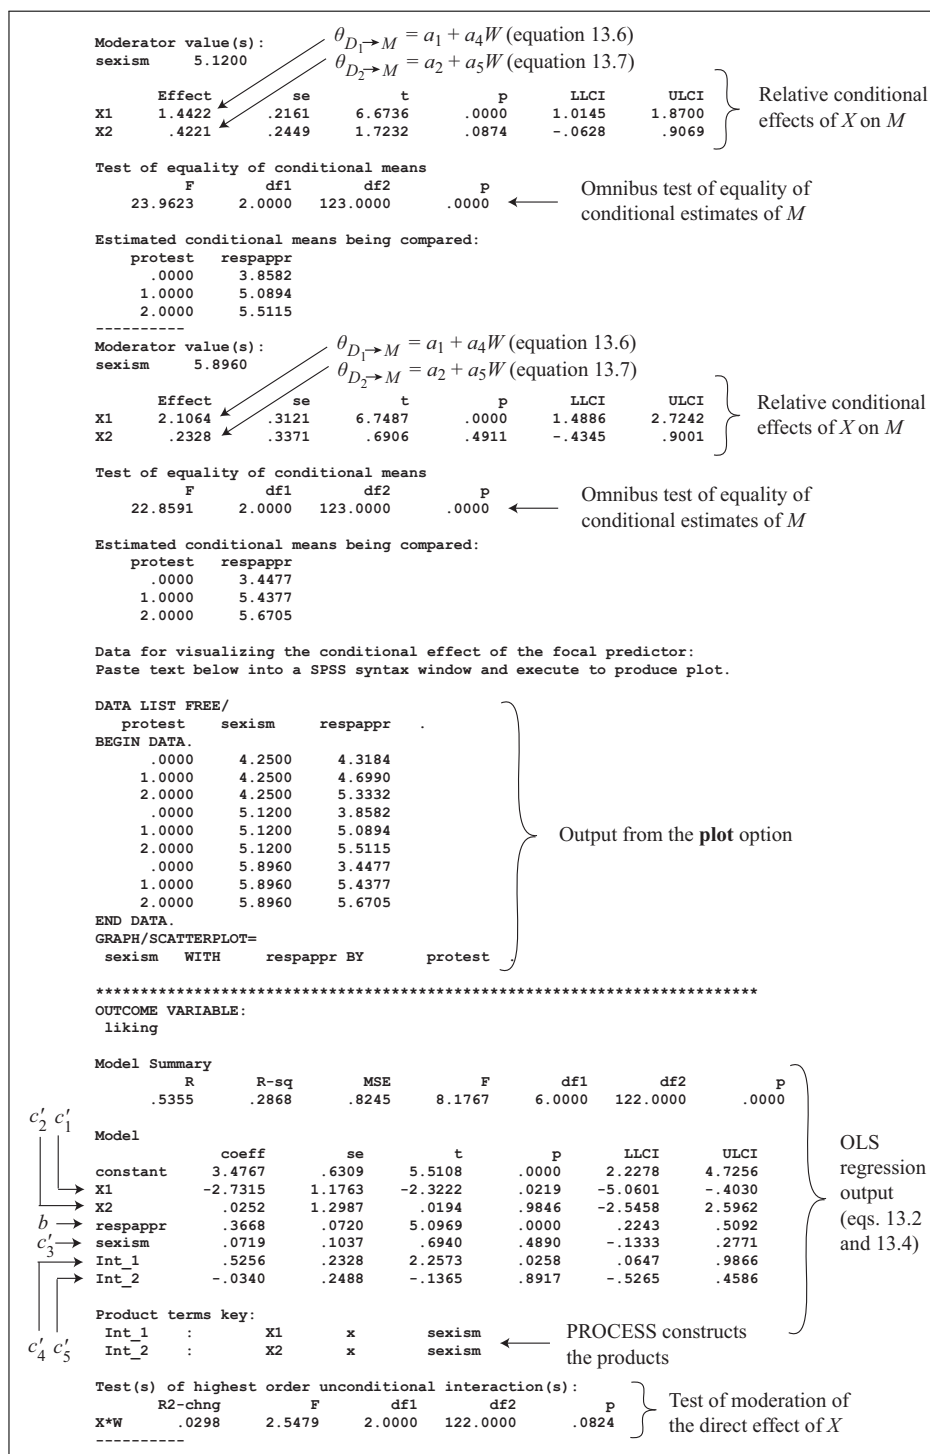 Moderator value(s):
sexism 5.1200
θD1→M = a1 + a4W (equation 13.6)
θD2→M = a2 + a5W (equation 13.7)
Effect se t p LLCI ULCI
X1 1.4422 .2161 6.6736 .0000 1.0145 1.8700
X2 .4221 .2449 1.7232 .0874 -.0628 .9069
Relative conditional
effects of X on M
Test of equality of conditional means
F df1 df2 p
23.9623 2.0000 123.0000 .0000
Omnibus test of equality of
conditional estimates of M
Estimated conditional means being compared:
protest respappr
.0000 3.8582
1.0000 5.0894
2.0000 5.5115
----------
Moderator value(s):
sexism 5.8960
θD1→M = a1 + a4W (equation 13.6)
θD2→M = a2 + a5W (equation 13.7)
Effect se t p LLCI ULCI
X1 2.1064 .3121 6.7487 .0000 1.4886 2.7242
X2 .2328 .3371 .6906 .4911 -.4345 .9001
Relative conditional
effects of X on M
Test of equality of conditional means
F df1 df2 p
22.8591 2.0000 123.0000 .0000
Omnibus test of equality of
conditional estimates of M
Estimated conditional means being compared:
protest respappr
.0000 3.4477
1.0000 5.4377
2.0000 5.6705
Data for visualizing the conditional effect of the focal predictor:
Paste text below into a SPSS syntax window and execute to produce plot.
DATA LIST FREE/
protest sexism respappr .
BEGIN DATA.
.0000 4.2500 4.3184
1.0000 4.2500 4.6990
2.0000 4.2500 5.3332
.0000 5.1200 3.8582
1.0000 5.1200 5.0894
2.0000 5.1200 5.5115
.0000 5.8960 3.4477
1.0000 5.8960 5.4377
2.0000 5.8960 5.6705
END DATA.
GRAPH/SCATTERPLOT=
sexism WITH respappr BY protest .
Output from the plot option
**************************************************************************
OUTCOME VARIABLE:
liking
Model Summary
R R-sq MSE F df1 df2 p
.5355 .2868 .8245 8.1767 6.0000 122.0000 .0000
c′2 c′1
Model
coeff se t p LLCI ULCI
constant 3.4767 .6309 5.5108 .0000 2.2278 4.7256
X1 -2.7315 1.1763 -2.3222 .0219 -5.0601 -.4030
X2 .0252 1.2987 .0194 .9846 -2.5458 2.5962
b respappr .3668 .0720 5.0969 .0000 .2243 .5092
c′3 sexism .0719 .1037 .6940 .4890 -.1333 .2771
Int_1 .5256 .2328 2.2573 .0258 .0647 .9866
Int_2 -.0340 .2488 -.1365 .8917 -.5265 .4586
OLS
regression
output
(eqs. 13.2
and 13.4)
Product terms key:
Int_1 : X1 x sexism
Int_2 : X2 x sexism
c′4 c′5
PROCESS constructs
the products
Test(s) of highest order unconditional interaction(s):
R2-chng F df1 df2 p
X*W .0298 2.5479 2.0000 122.0000 .0824
----------
Test of moderation of
the direct effect of X